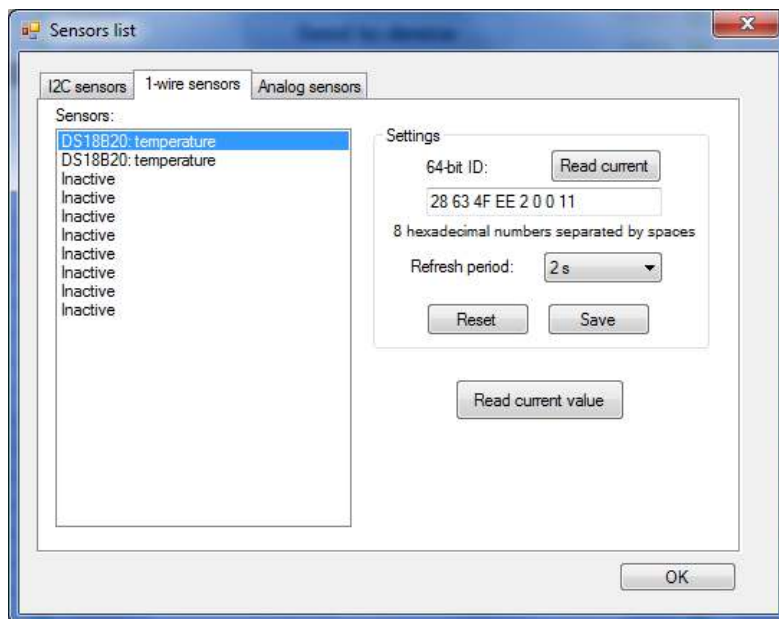 Sensors list
I2C sensors 1-wire sensors Analog sensors
Sensors:
DS18B20: temperature
DS18B20: temperature
Inactive
Inactive
Inactive
Inactive
Inactive
Inactive
Inactive
Inactive
Settings
64-bit ID: Read current
28 63 4F EE 2 0 0 11
8 hexadecimal numbers separated by spaces
Refresh period: 2 s
Reset Save
Read current value
OK